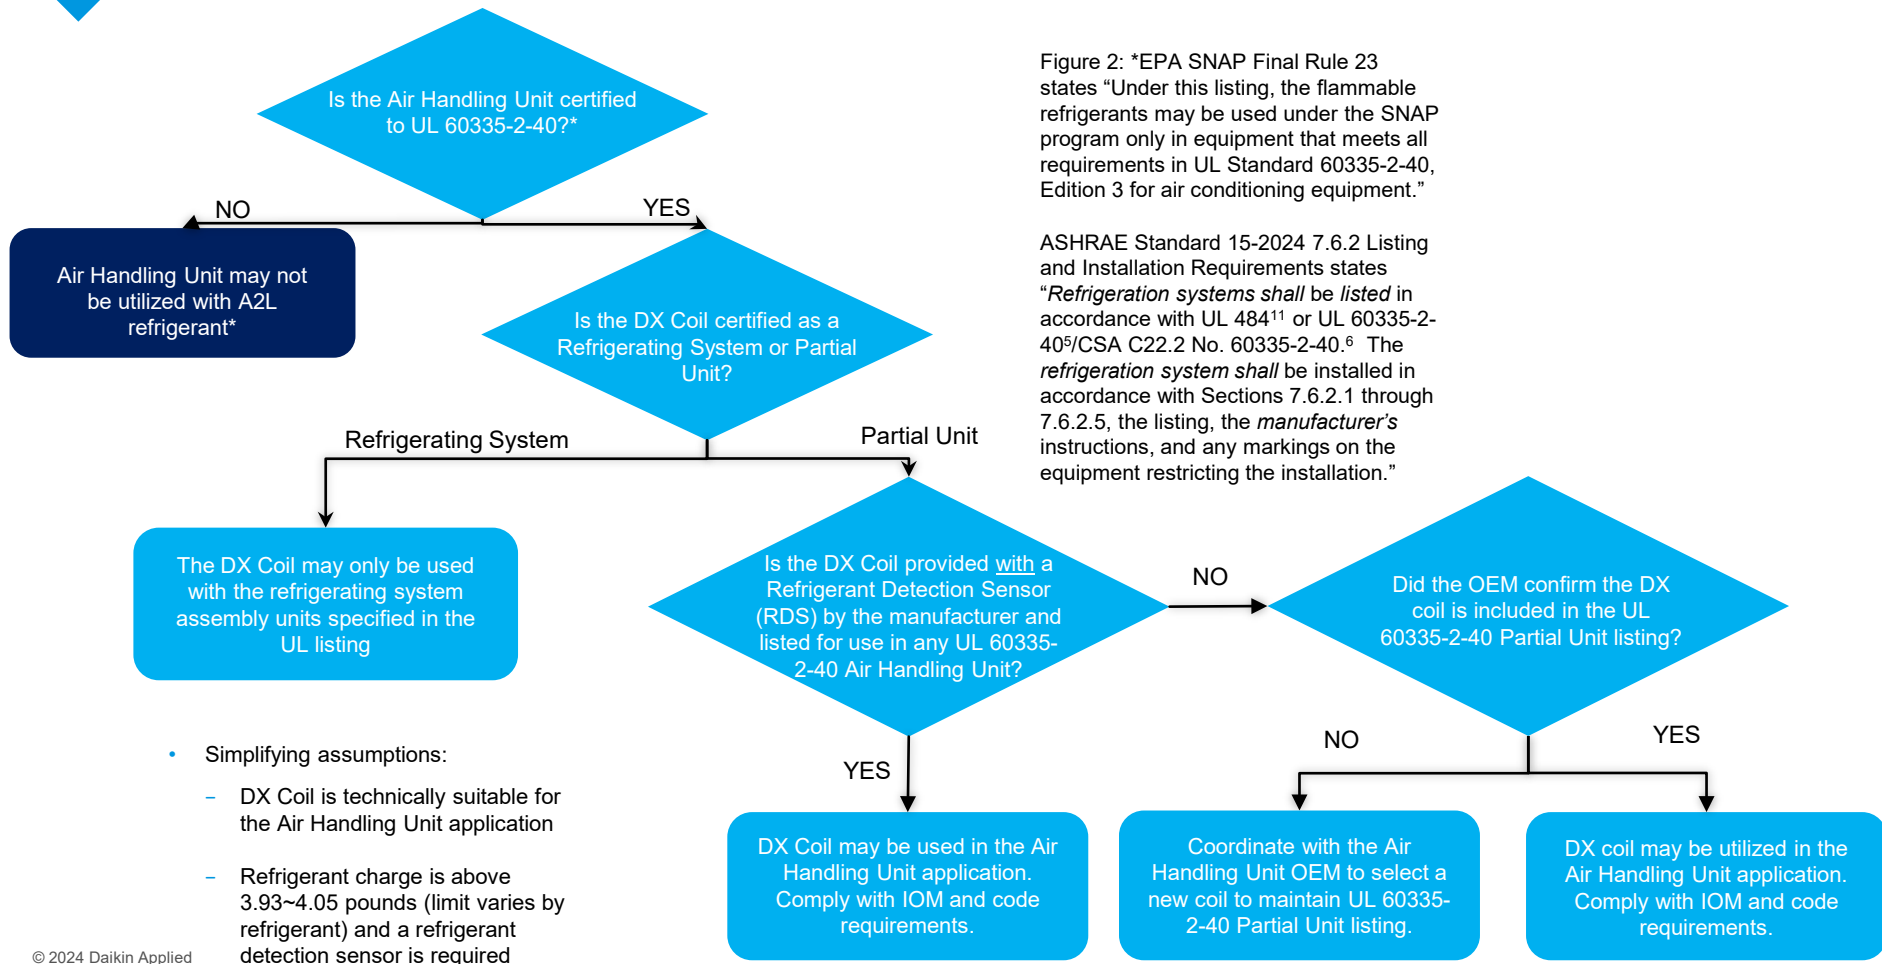 Is the Air Handling Unit certified
to UL 60335-2-40?*
NO
YES
Air Handling Unit may not
be utilized with A2L
refrigerant*
Is the DX Coil certified as a
Refrigerating System or Partial
Unit?
Refrigerating System
Partial Unit
The DX Coil may only be used
with the refrigerating system
assembly units specified in the
UL listing
Is the DX Coil provided with a
Refrigerant Detection Sensor
(RDS) by the manufacturer and
listed for use in any UL 60335-
2-40 Air Handling Unit?
NO
Did the OEM confirm the DX
coil is included in the UL
60335-2-40 Partial Unit listing?
YES
NO
YES
DX Coil may be used in the Air
Handling Unit application.
Comply with IOM and code
requirements.
Coordinate with the Air
Handling Unit OEM to select a
new coil to maintain UL 60335-
2-40 Partial Unit listing.
DX coil may be utilized in the
Air Handling Unit application.
Comply with IOM and code
requirements.
Figure 2: *EPA SNAP Final Rule 23
states “Under this listing, the flammable
refrigerants may be used under the SNAP
program only in equipment that meets all
requirements in UL Standard 60335-2-40,
Edition 3 for air conditioning equipment.”
ASHRAE Standard 15-2024 7.6.2 Listing
and Installation Requirements states
“Refrigeration systems shall be listed in
accordance with UL 484¹¹ or UL 60335-2-
40⁵/CSA C22.2 No. 60335-2-40.⁶ The
refrigeration system shall be installed in
accordance with Sections 7.6.2.1 through
7.6.2.5, the listing, the manufacturer’s
instructions, and any markings on the
equipment restricting the installation.”
• Simplifying assumptions:
– DX Coil is technically suitable for
the Air Handling Unit application
– Refrigerant charge is above
3.93~4.05 pounds (limit varies by
refrigerant) and a refrigerant
detection sensor is required
© 2024 Daikin Applied